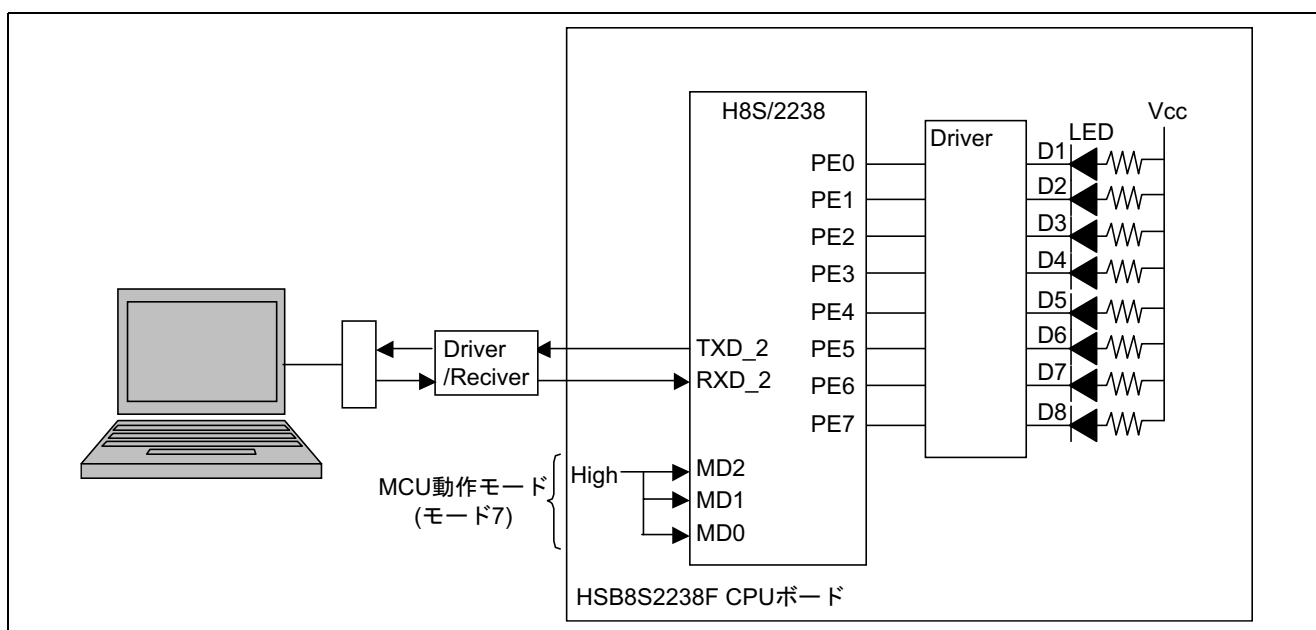 H8S/2238
PE0
PE1
PE2
PE3
PE4
PE5
PE6
PE7
TXD_2
RXD_2
MD2
MD1
MD0
Driver
LED
Vcc
D1
D2
D3
D4
D5
D6
D7
D8
Driver
/Reciver
High
MCU動作モード
(モード7)
HSB8S2238F CPUボード